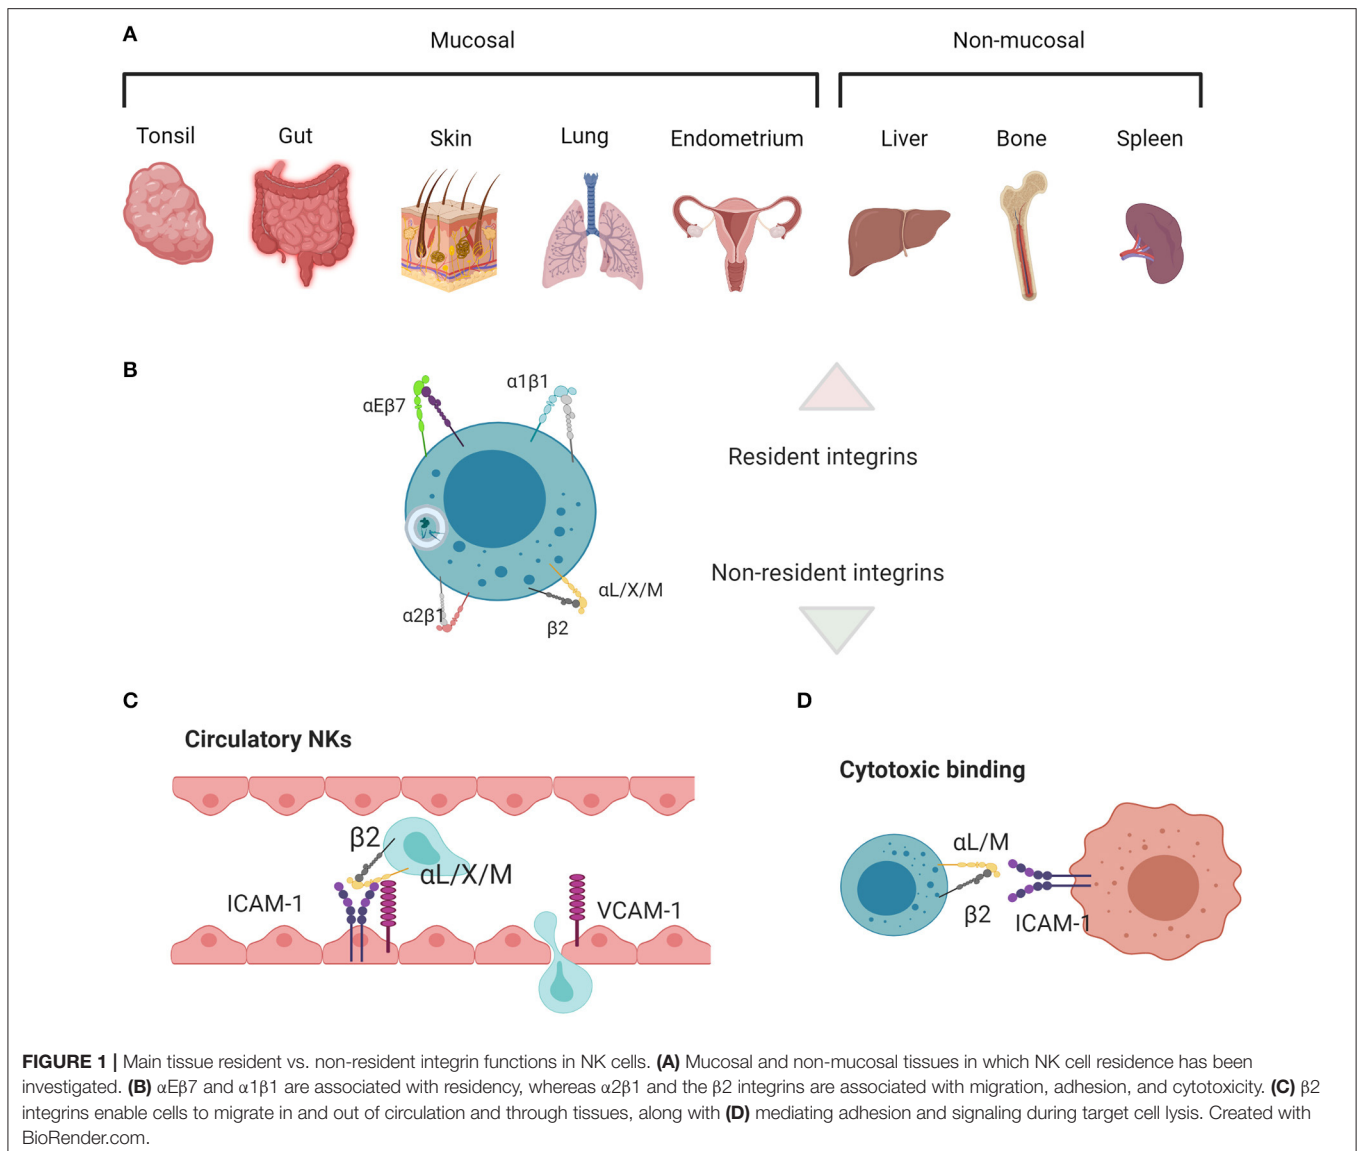 A
Mucosal
Non-mucosal
Tonsil
Gut
Skin
Lung
Endometrium
Liver
Bone
Spleen
B
αEβ7
α1β1
α2β1
αL/X/M
β2
Resident integrins
Non-resident integrins
C
Circulatory NKs
β2
αL/X/M
ICAM-1
VCAM-1
D
Cytotoxic binding
αL/M
β2
ICAM-1
FIGURE 1 | Main tissue resident vs. non-resident integrin functions in NK cells. (A) Mucosal and non-mucosal tissues in which NK cell residence has been
investigated. (B) αEβ7 and α1β1 are associated with residency, whereas α2β1 and the β2 integrins are associated with migration, adhesion, and cytotoxicity. (C) β2
integrins enable cells to migrate in and out of circulation and through tissues, along with (D) mediating adhesion and signaling during target cell lysis. Created with
BioRender.com.